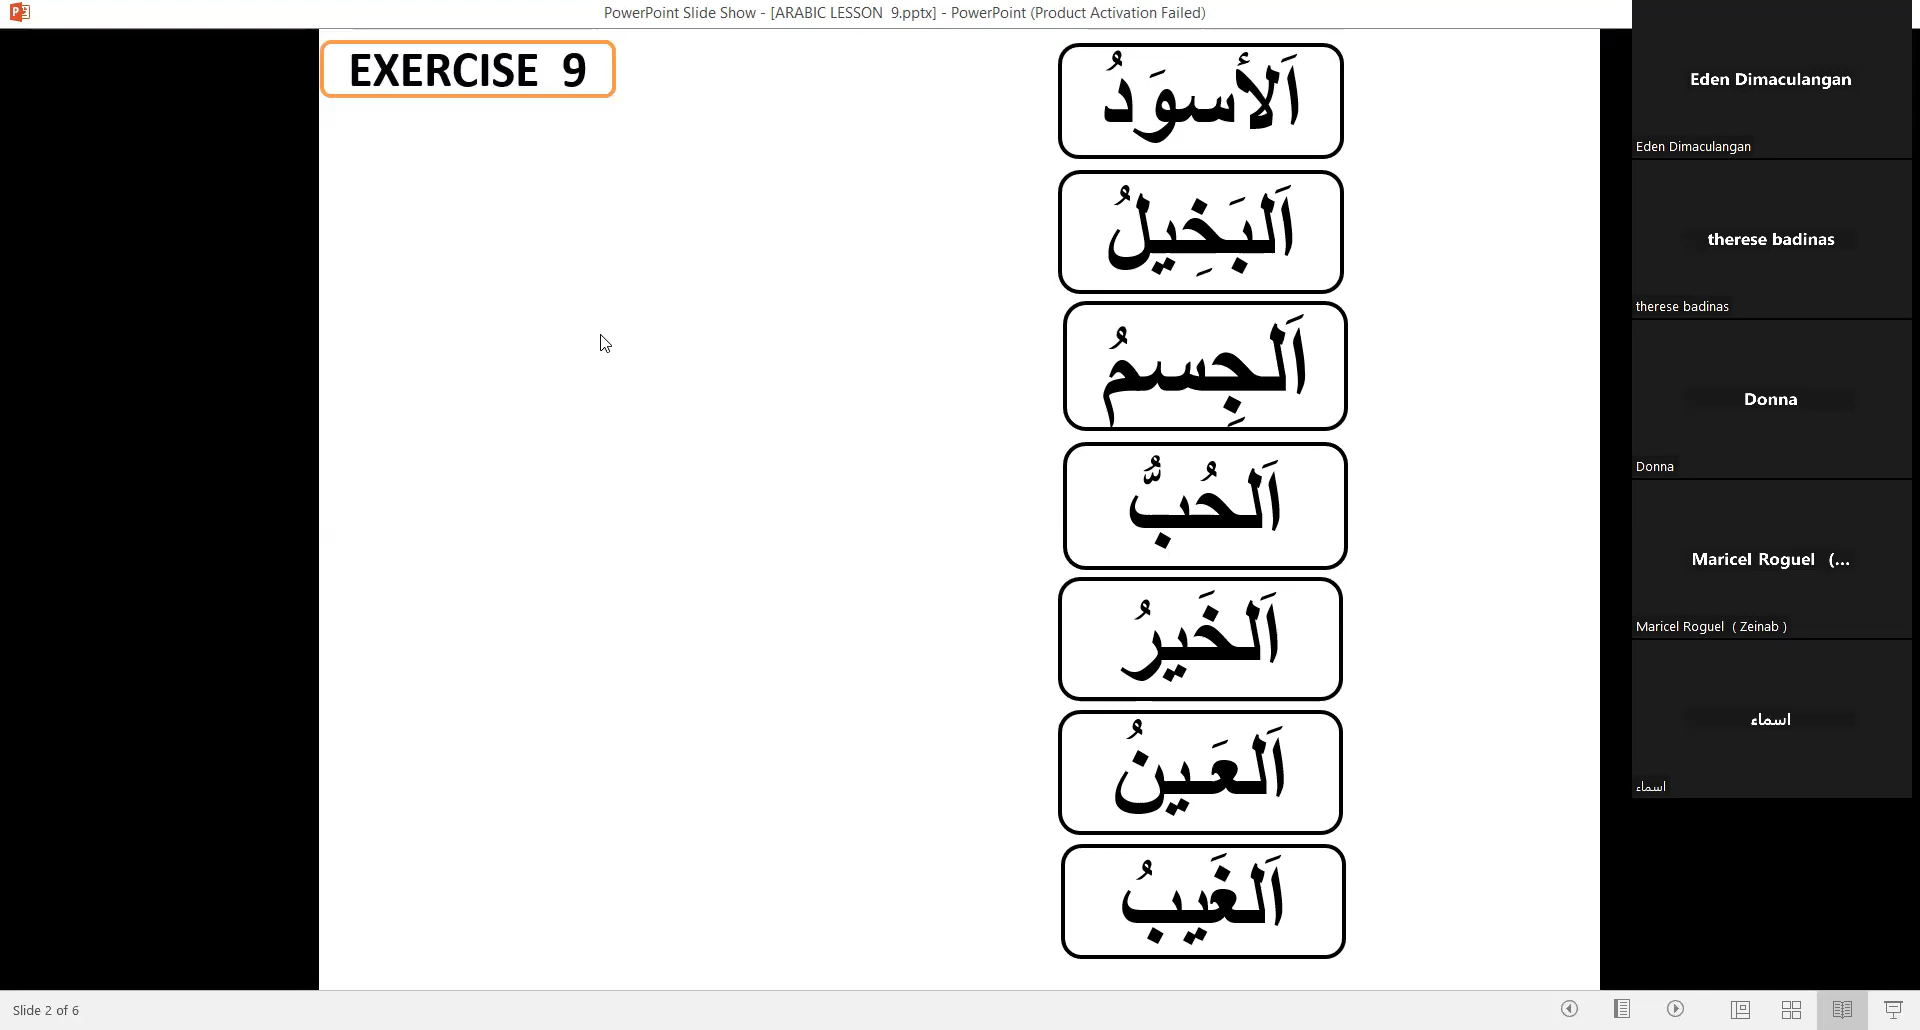 PowerPoint Slide Show - [ARABIC LESSON  9.pptx] - PowerPoint (Product Activation Failed)
EXERCISE  9
اَلأسوَدُ
اَلبَخِيلُ
اَلجِسمُ
اَلحُبُّ
اَلخَيرُ
اَلعَينُ
اَلغَيبُ
Eden Dimaculangan
Eden Dimaculangan
therese badinas
therese badinas
Donna
Donna
Maricel Roguel  (...
Maricel Roguel  ( Zeinab )
اسماء
اسماء
Slide 2 of 6